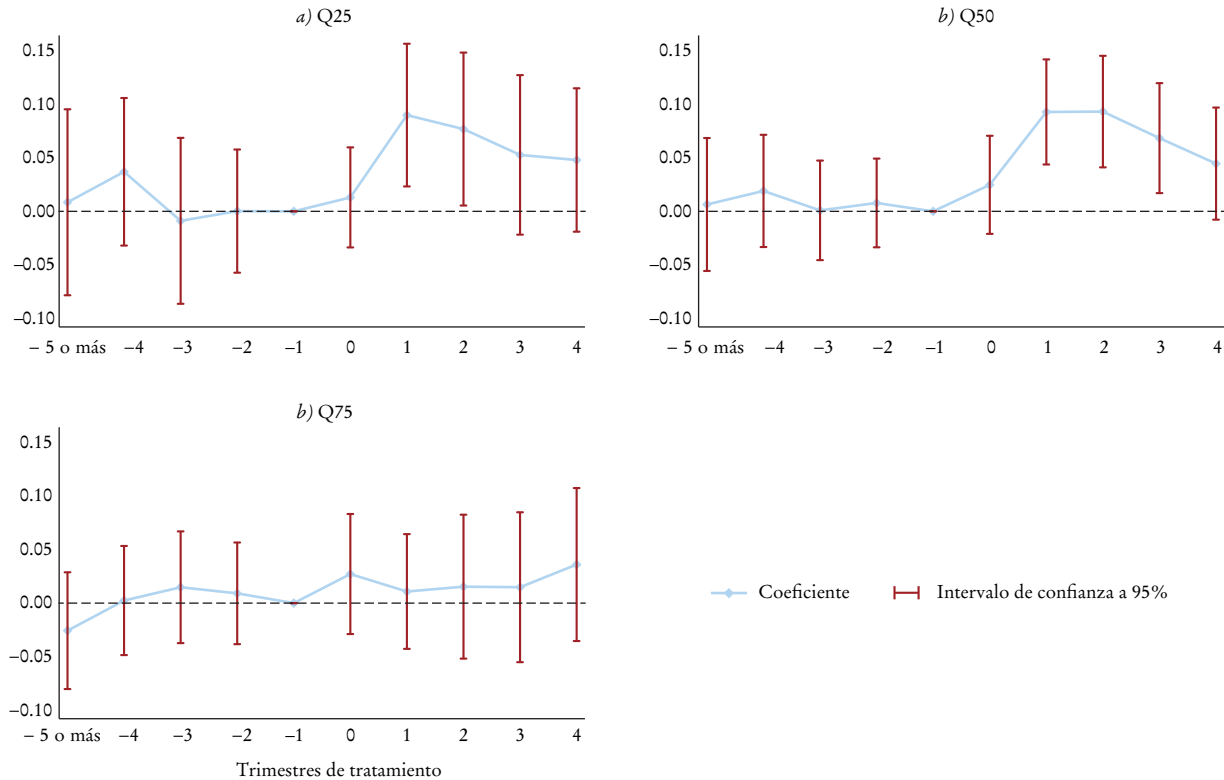 a) Q25
0.15
0.10
0.05
0.00
–0.05
–0.10
– 5 o más –4 –3 –2 –1 0 1 2 3 4
b) Q50
0.15
0.10
0.05
0.00
–0.05
–0.10
– 5 o más –4 –3 –2 –1 0 1 2 3 4
b) Q75
0.15
0.10
0.05
0.00
–0.05
–0.10
– 5 o más –4 –3 –2 –1 0 1 2 3 4
Trimestres de tratamiento
Coeficiente Intervalo de confianza a 95%